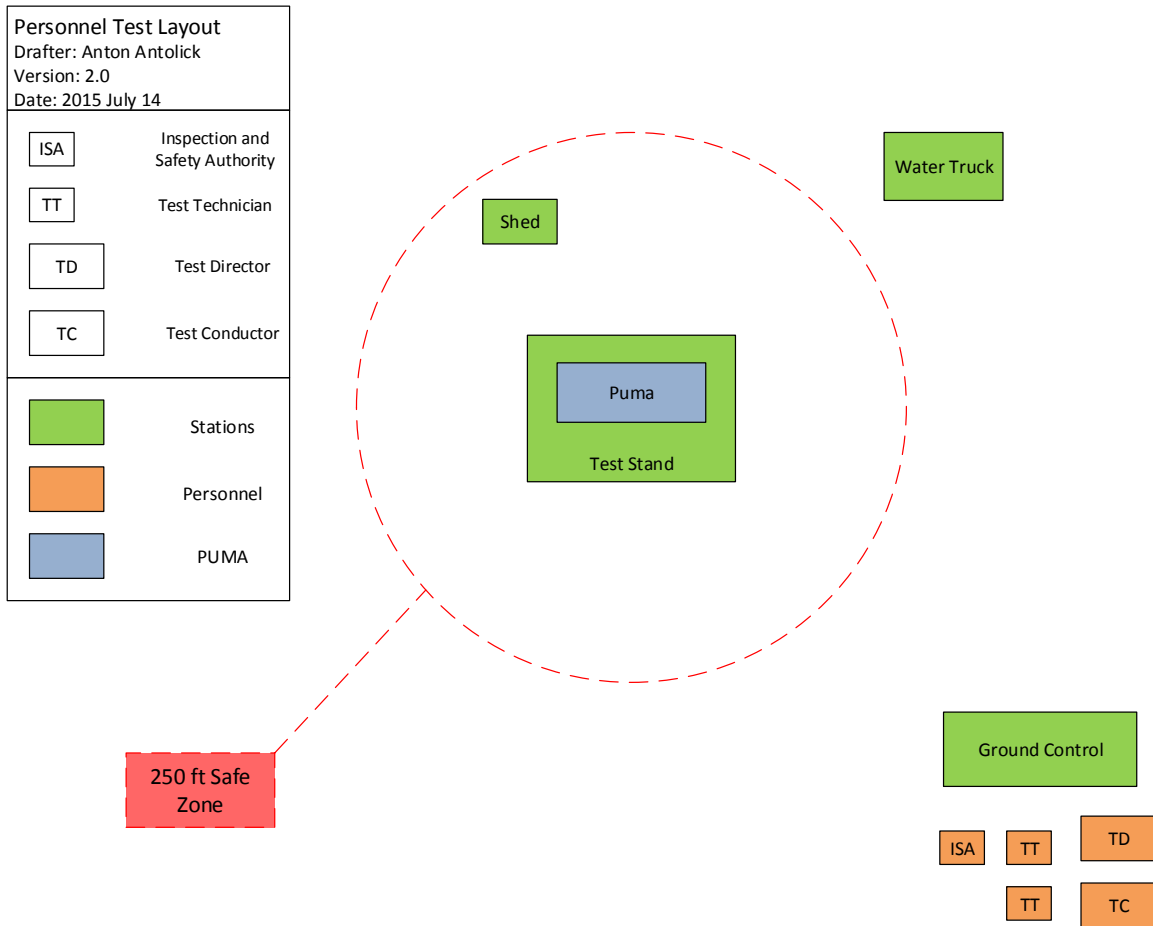 Personnel Test Layout
Drafter: Anton Antolick
Version: 2.0
Date: 2015 July 14
ISA
Inspection and
Safety Authority
TT
Test Technician
TD
Test Director
TC
Test Conductor
Stations
Personnel
PUMA
Water Truck
Shed
Puma
Test Stand
250 ft Safe
Zone
Ground Control
ISA
TT
TD
TT
TC